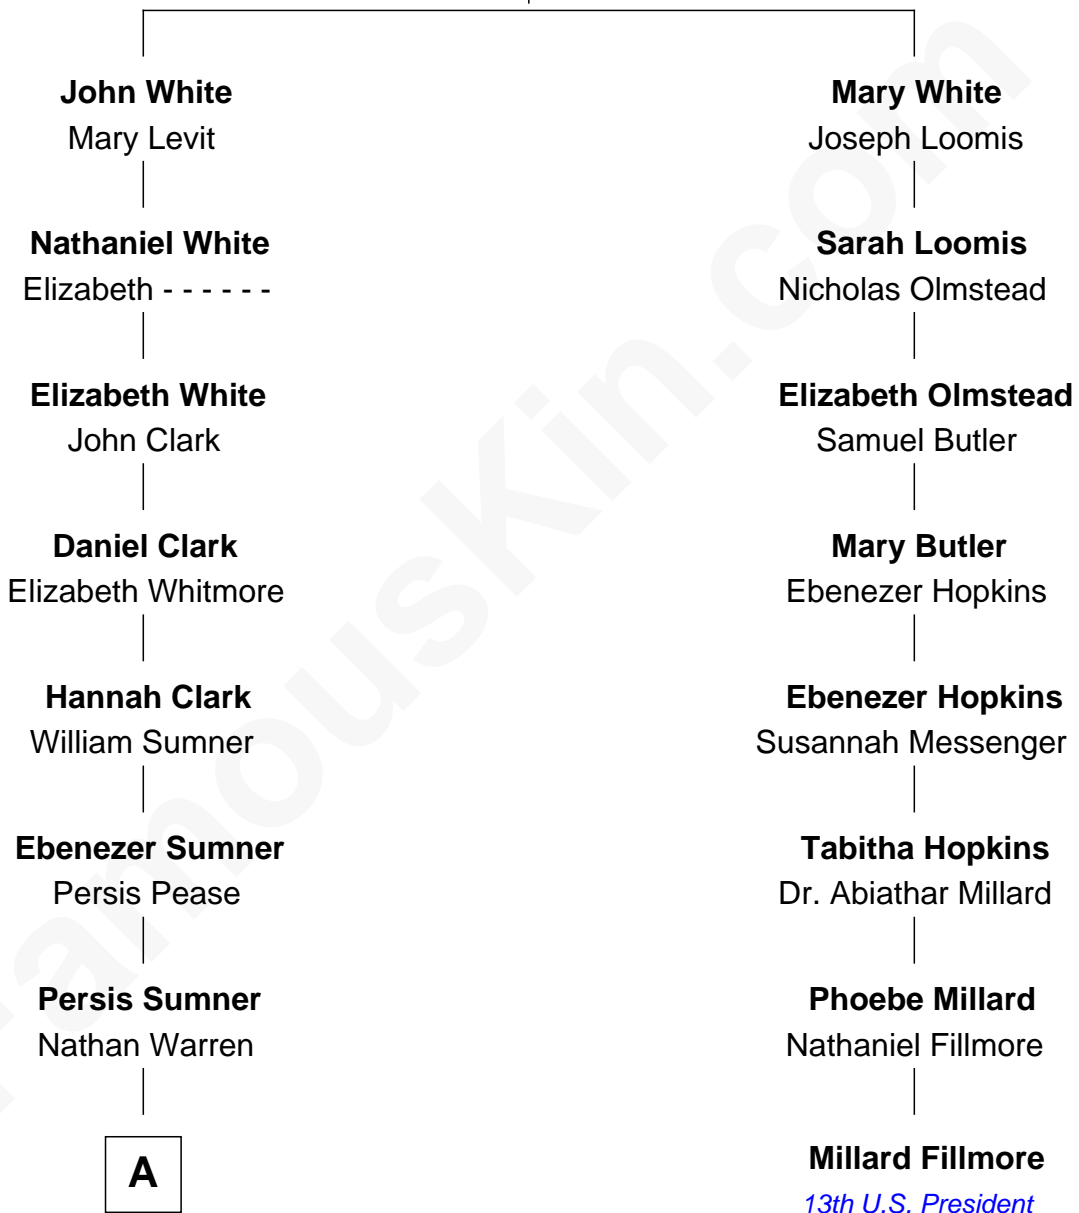 John White
Mary Levit
Nathaniel White
Elizabeth - - - - - -
Elizabeth White
John Clark
Daniel Clark
Elizabeth Whitmore
Hannah Clark
William Sumner
Ebenezer Sumner
Persis Pease
Persis Sumner
Nathan Warren
A
Mary White
Joseph Loomis
Sarah Loomis
Nicholas Olmstead
Elizabeth Olmstead
Samuel Butler
Mary Butler
Ebenezer Hopkins
Ebenezer Hopkins
Susannah Messenger
Tabitha Hopkins
Dr. Abiathar Millard
Phoebe Millard
Nathaniel Fillmore
Millard Fillmore
13th U.S. President
FamousKin.com